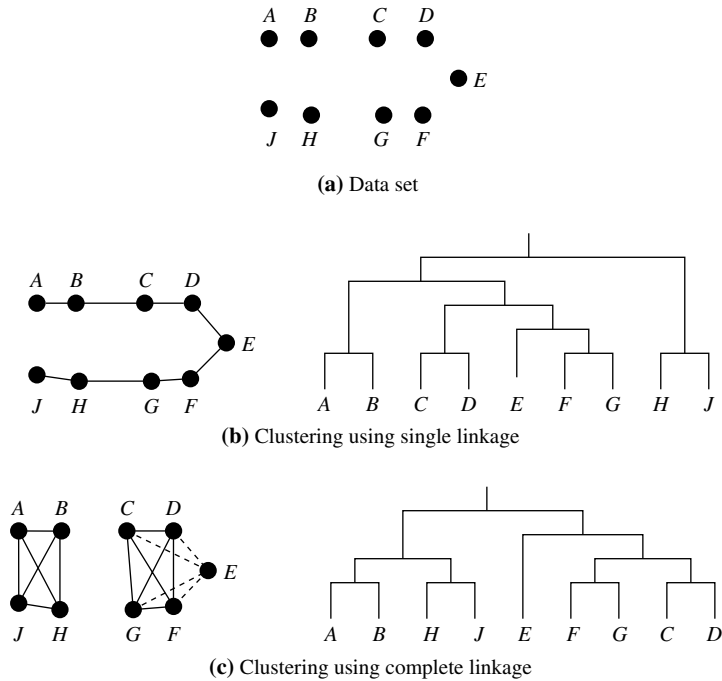 A B C D
E
J H G F
(a) Data set
A B C D
E
J H G F
A B C D E F G H J
(b) Clustering using single linkage
A B C D
E
J H G F
A B H J E F G C D
(c) Clustering using complete linkage